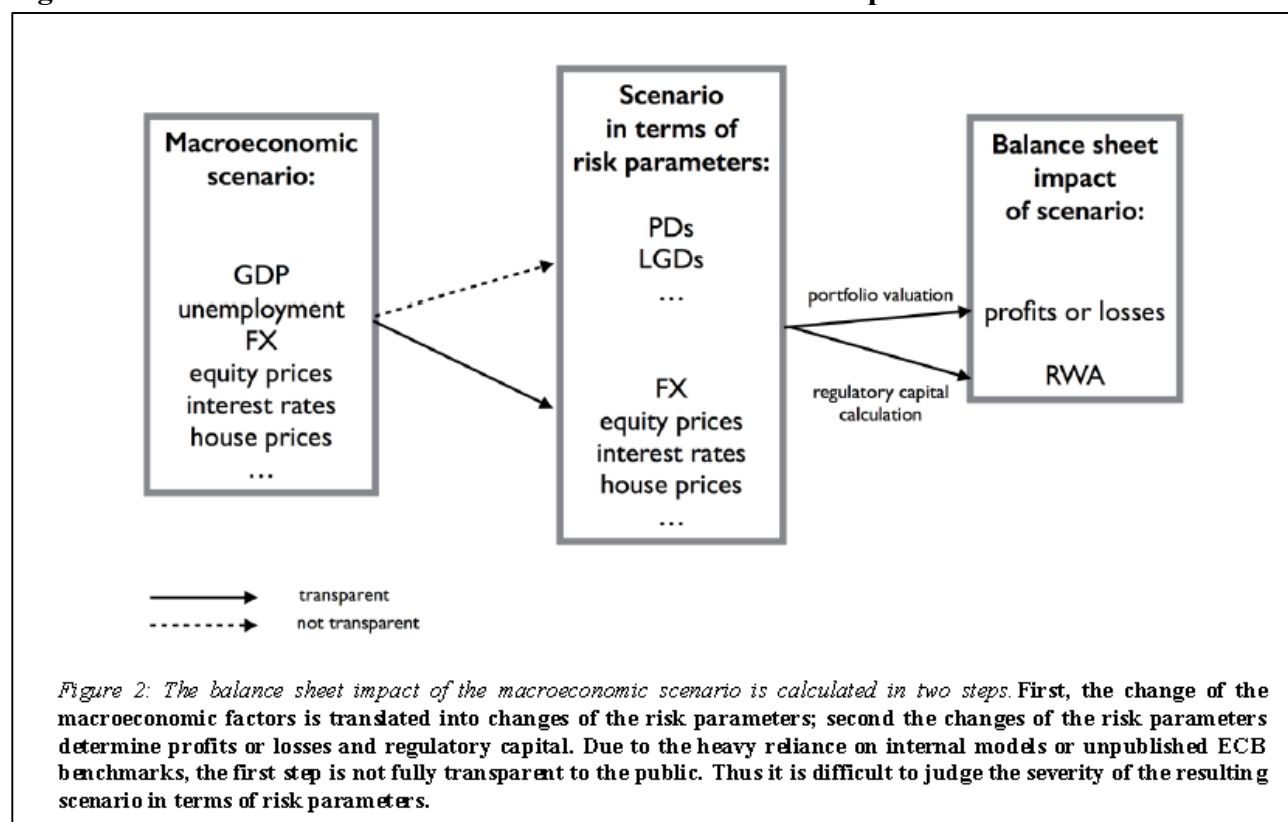 Macroeconomic
scenario:
GDP
unemployment
FX
equity prices
interest rates
house prices
...
Scenario
in terms of
risk parameters:
PDs
LGDs
...
FX
equity prices
interest rates
house prices
...
portfolio valuation
regulatory capital
calculation
Balance sheet
impact
of scenario:
profits or losses
RWA
transparent
not transparent
Figure 2: The balance sheet impact of the macroeconomic scenario is calculated in two steps. First, the change of the
macroeconomic factors is translated into changes of the risk parameters; second the changes of the risk parameters
determine profits or losses and regulatory capital. Due to the heavy reliance on internal models or unpublished ECB
benchmarks, the first step is not fully transparent to the public. Thus it is difficult to judge the severity of the resulting
scenario in terms of risk parameters.